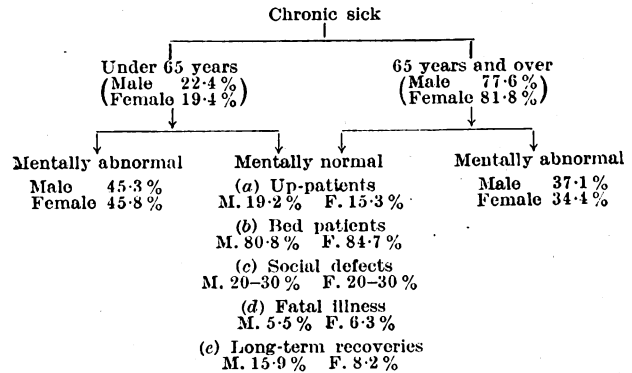 Chronic sick
Under 65 years
(Male 22·4%
Female 19·4%)
65 years and over
(Male 77·6%
Female 81·8%)
Mentally abnormal
Male 45·3%
Female 45·8%
Mentally normal
(a) Up-patients
M. 19·2% F. 15·3%
(b) Bed patients
M. 80·8% F. 84·7%
(c) Social defects
M. 20–30% F. 20–30%
(d) Fatal illness
M. 5·5% F. 6·3%
(e) Long-term recoveries
M. 15·9% F. 8·2%
Mentally abnormal
Male 37·1%
Female 34·4%